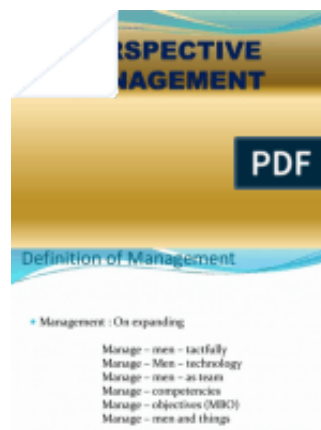 RSPECTIVE
NAGEMENT
PDF
Definition of Management
Management : On expanding
Manage – men – tactfully
Manage – Men – technology
Manage – men – as team
Manage – competencies
Manage – objectives (MBO)
Manage – men and things